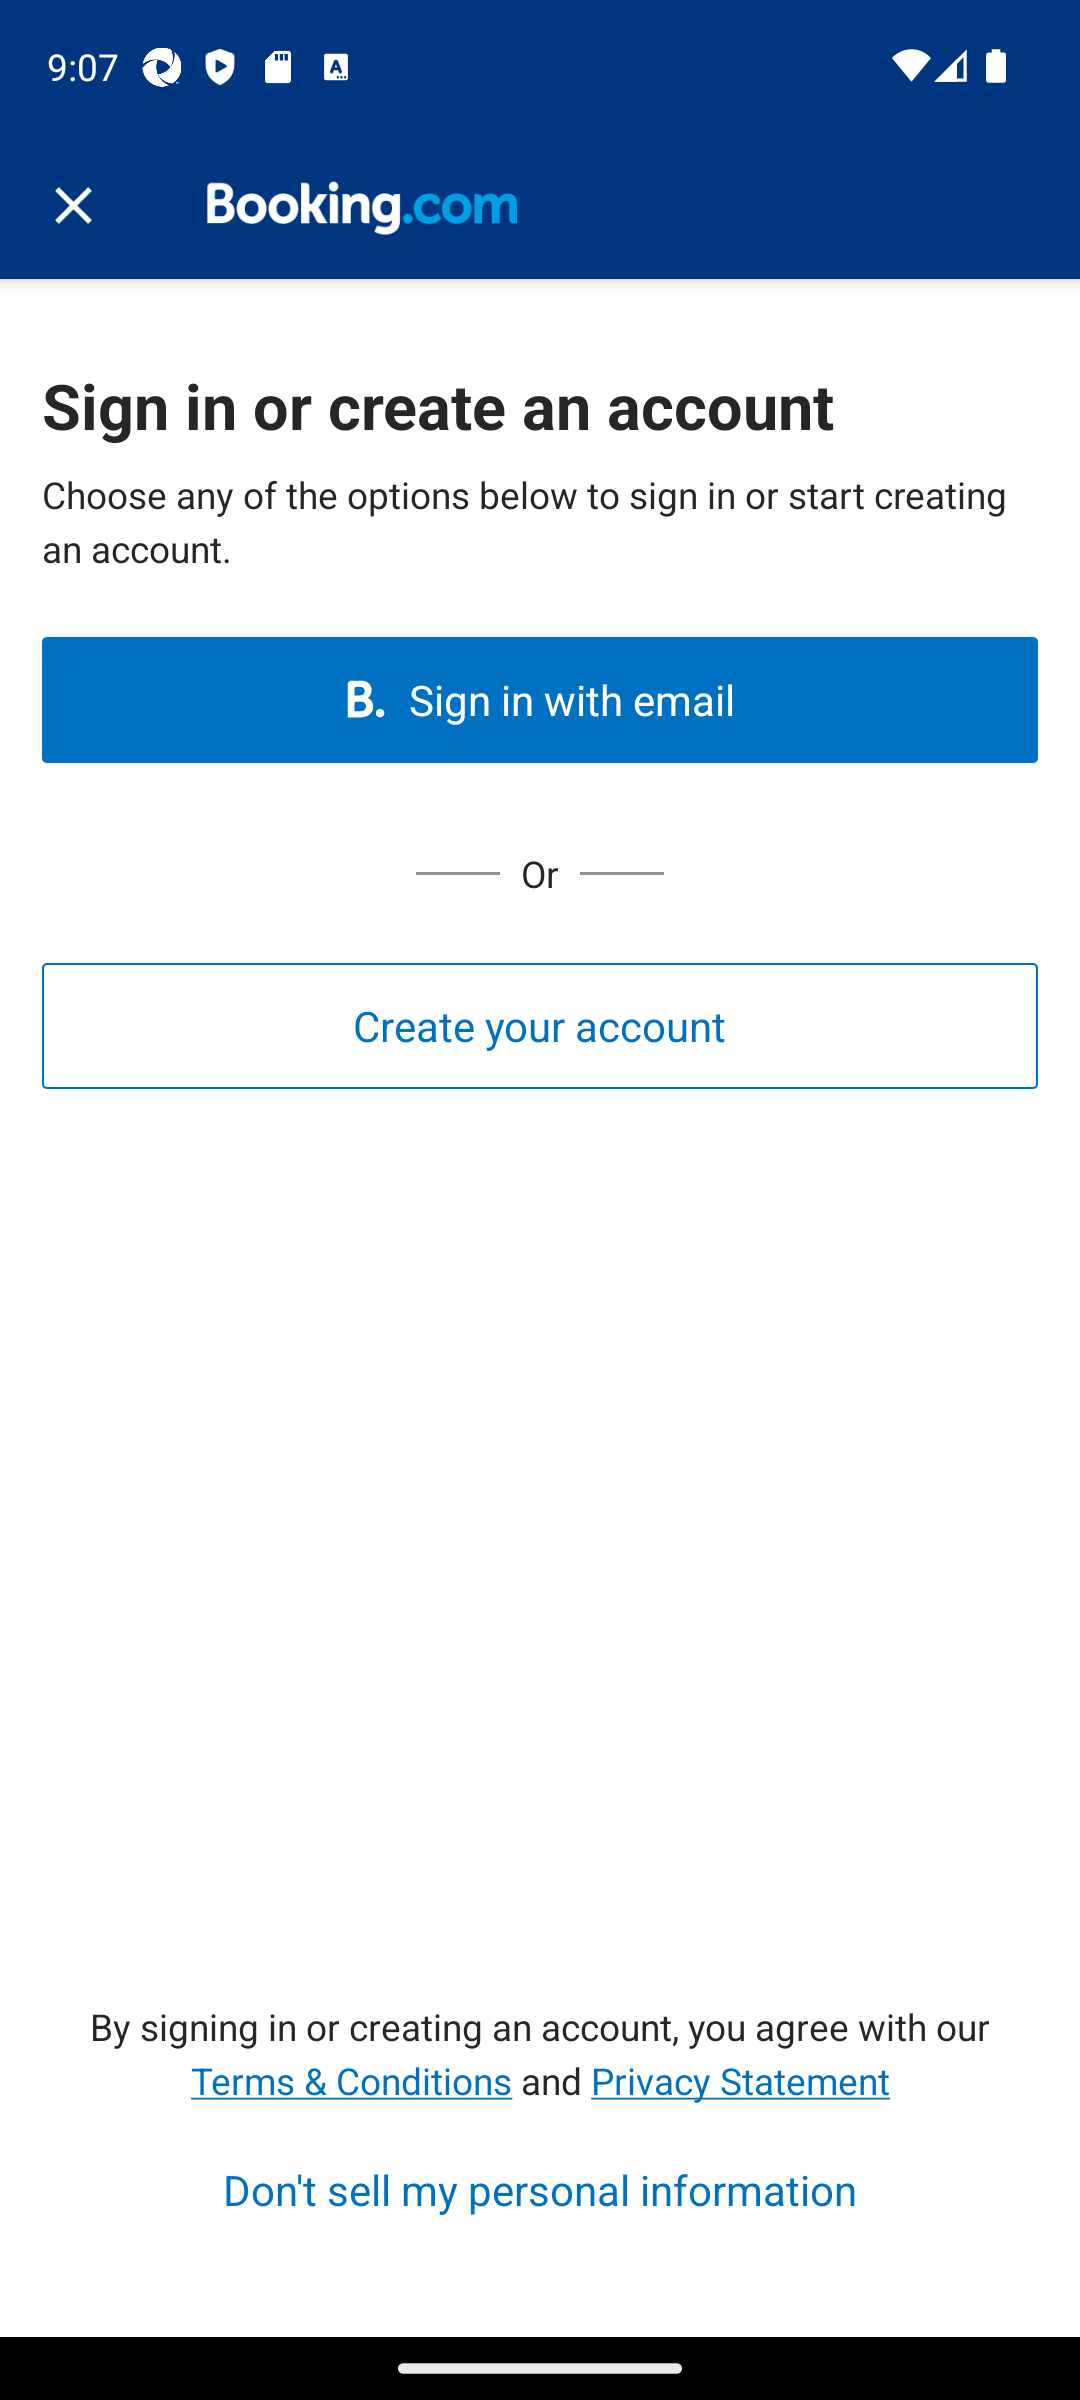 9:07
Booking.com
Sign in or create an account
Choose any of the options below to sign in or start creating
an account.
B. Sign in with email
Or
Create your account
By signing in or creating an account, you agree with our
Terms & Conditions and Privacy Statement
Don't sell my personal information